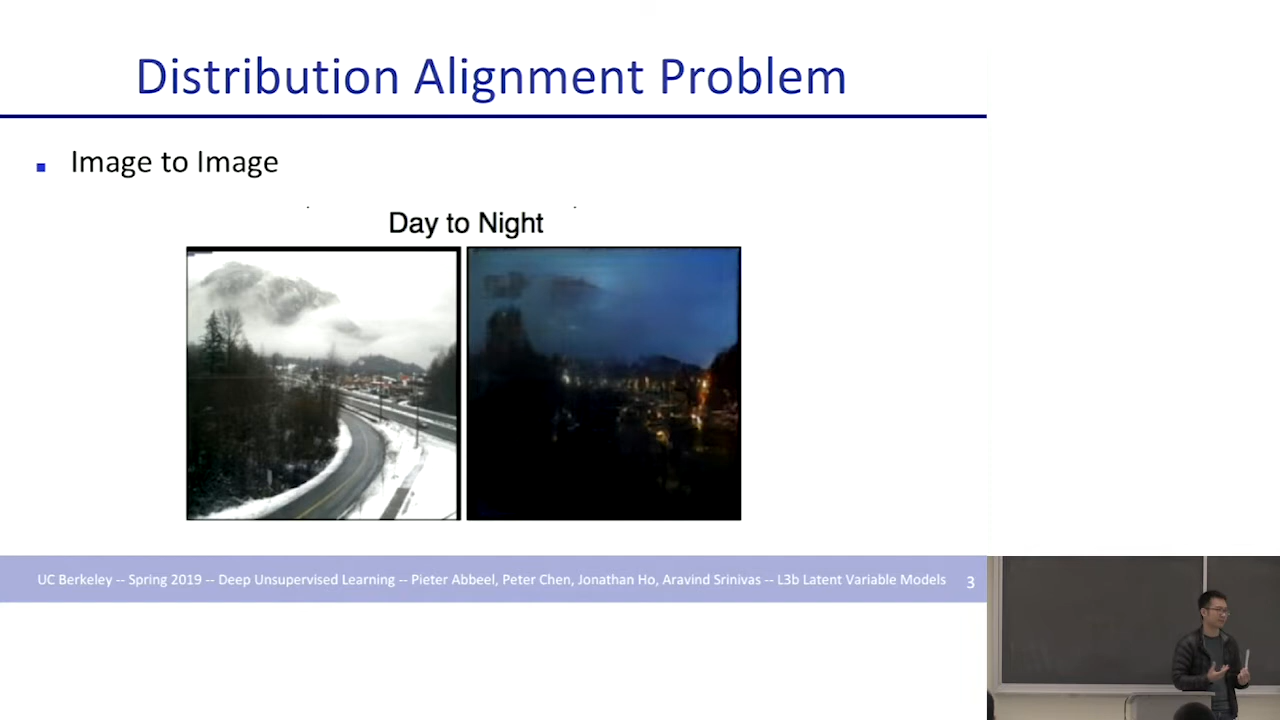 Distribution Alignment Problem
Image to Image
Day to Night
UC Berkeley -- Spring 2019 -- Deep Unsupervised Learning -- Pieter Abbeel, Peter Chen, Jonathan Ho, Aravind Srinivas -- L3b Latent Variable Models 3